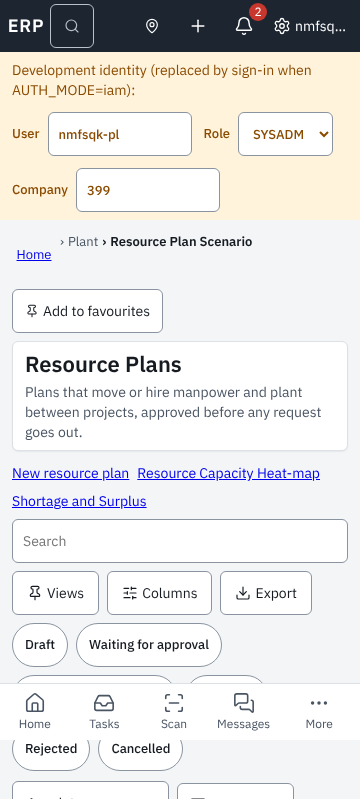 ERP
2
nmfsq...
Development identity (replaced by sign-in when
AUTH_MODE=iam):
User
nmfsqk-pl
Role
SYSADM
Company
399
Home › Plant › Resource Plan Scenario
Add to favourites
Resource Plans
Plans that move or hire manpower and plant
between projects, approved before any request
goes out.
New resource plan Resource Capacity Heat-map
Shortage and Surplus
Search
Views
Columns
Export
Draft
Waiting for approval
Home
Tasks
Scan
Messages
More
Rejected
Cancelled